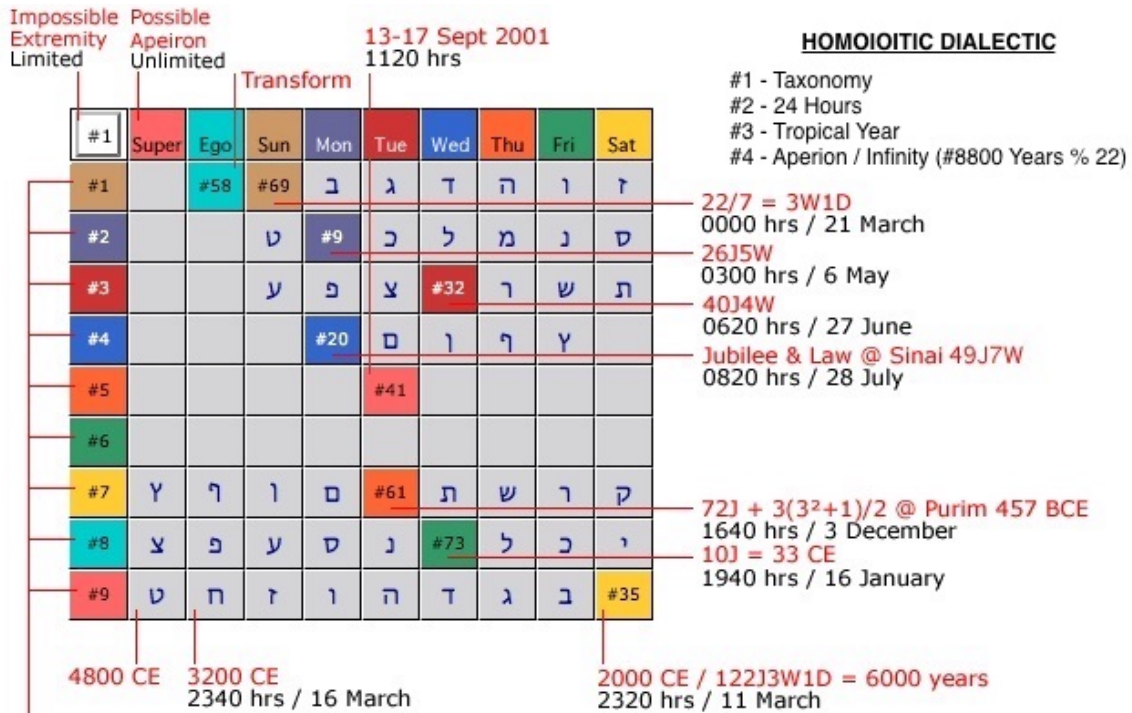 Impossible Possible
Extremity Apeiron
Limited Unlimited
Transform
13-17 Sept 2001
1120 hrs
HOMOIOITIC DIALECTIC
#1 - Taxonomy
#2 - 24 Hours
#3 - Tropical Year
#4 - Aperion / Infinity (#8800 Years % 22)
#1 Super Ego Sun Mon Tue Wed Thu Fri Sat
#1 #58 #69 ב ג ד ה ו ז
22/7 = 3W1D
0000 hrs / 21 March
#2 ט #9 כ ל מ נ ס
26J5W
0300 hrs / 6 May
#3 ע פ צ #32 ר ש ת
40J4W
0620 hrs / 27 June
#4 #20 ם ן ף ץ
Jubilee & Law @ Sinai 49J7W
0820 hrs / 28 July
#5 #41
#6
#7 ץ ף ן ם #61 ת ש ר ק
72J + 3(3²+1)/2 @ Purim 457 BCE
1640 hrs / 3 December
#8 צ פ ע ס נ #73 ל כ י
10J = 33 CE
1940 hrs / 16 January
#9 ט ח ז ו ה ד ג ב #35
4800 CE
3200 CE
2340 hrs / 16 March
2000 CE / 122J3W1D = 6000 years
2320 hrs / 11 March